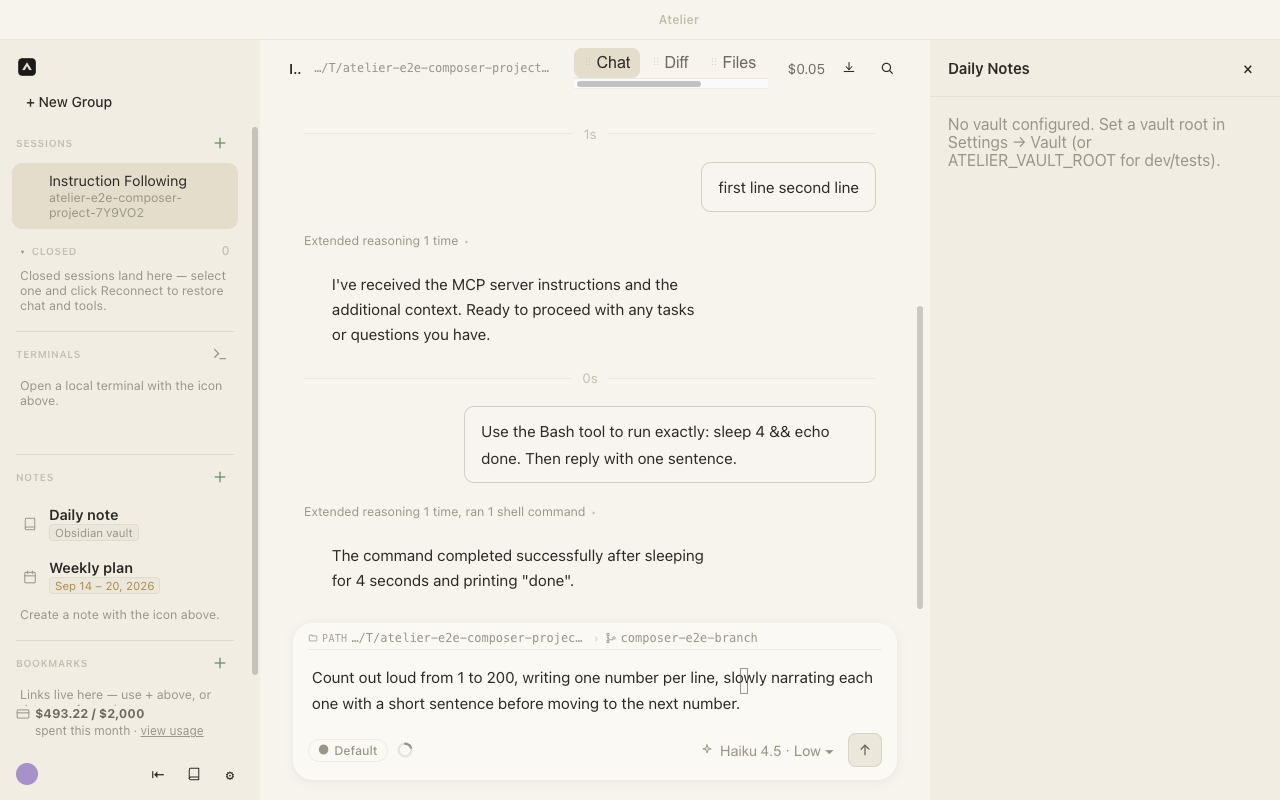 Atelier
+ New Group
SESSIONS
Instruction Following
atelier-e2e-composer-
project-7Y9VO2
CLOSED 0
Closed sessions land here — select
one and click Reconnect to restore
chat and tools.
TERMINALS
Open a local terminal with the icon
above.
NOTES
Daily note
Obsidian vault
Weekly plan
Sep 14 – 20, 2026
Create a note with the icon above.
BOOKMARKS
Links live here — use + above, or
$493.22 / $2,000
spent this month · view usage
I.. …/T/atelier-e2e-composer-project…
Chat Diff Files
$0.05
1s
first line second line
Extended reasoning 1 time ·
I've received the MCP server instructions and the
additional context. Ready to proceed with any tasks
or questions you have.
0s
Use the Bash tool to run exactly: sleep 4 && echo
done. Then reply with one sentence.
Extended reasoning 1 time, ran 1 shell command ·
The command completed successfully after sleeping
for 4 seconds and printing "done".
PATH …/T/atelier-e2e-composer-projec… › composer-e2e-branch
Count out loud from 1 to 200, writing one number per line, slowly narrating each
one with a short sentence before moving to the next number.
Default
Haiku 4.5 · Low
Daily Notes
No vault configured. Set a vault root in
Settings → Vault (or
ATELIER_VAULT_ROOT for dev/tests).